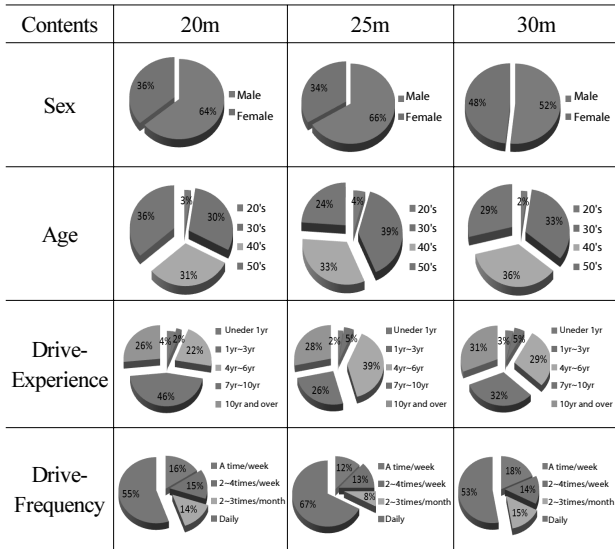 Contents 20m 25m 30m
Sex
36% 64% Male Female
34% 66% Male Female
48% 52% Male Female
Age
3% 30% 31% 36% 20's 30's 40's 50's
4% 39% 33% 24% 20's 30's 40's 50's
2% 33% 36% 29% 20's 30's 40's 50's
Drive-
Experience
4% 2% 22% 46% 26% Uneder 1yr 1yr~3yr 4yr~6yr 7yr~10yr 10yr and over
2% 5% 39% 26% 28% Uneder 1yr 1yr~3yr 4yr~6yr 7yr~10yr 10yr and over
3% 5% 29% 32% 31% Uneder 1yr 1yr~3yr 4yr~6yr 7yr~10yr 10yr and over
Drive-
Frequency
16% 15% 14% 55% A time/week 2~4times/week 2~3times/month Daily
12% 13% 8% 67% A time/week 2~4times/week 2~3times/month Daily
18% 14% 15% 53% A time/week 2~4times/week 2~3times/month Daily